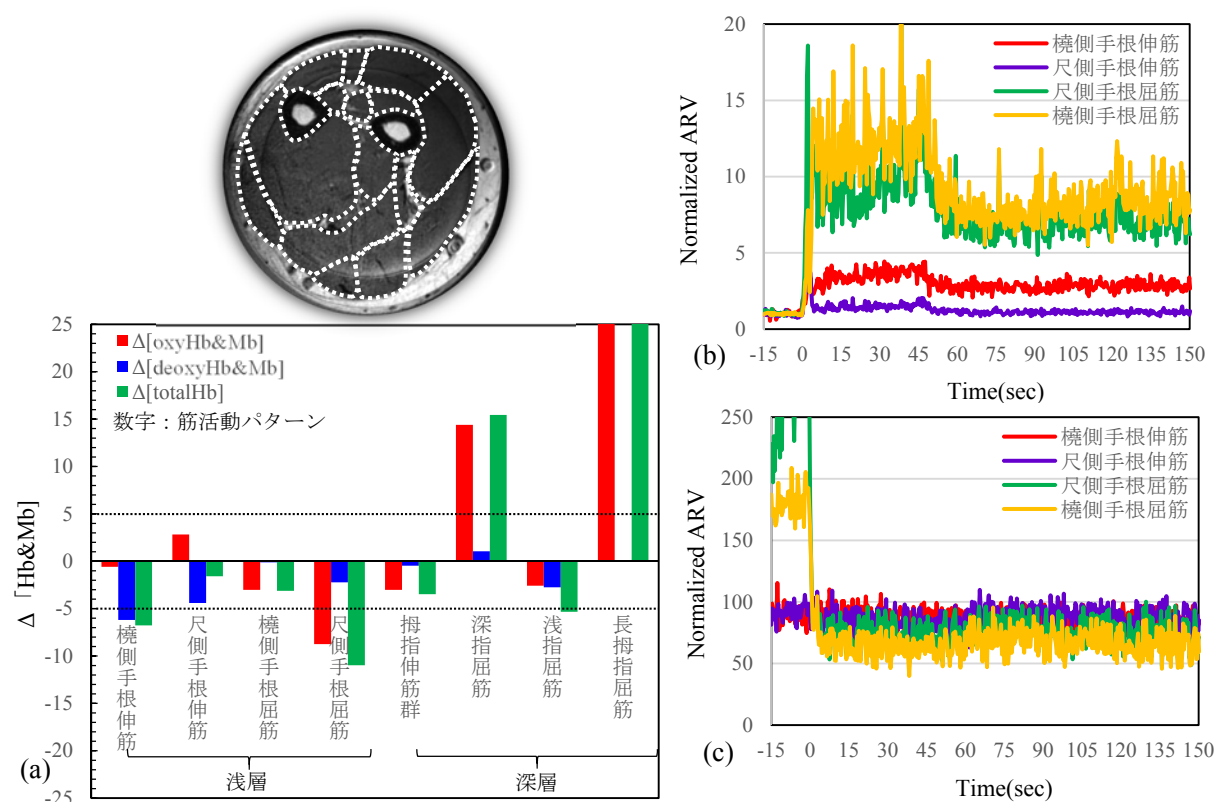 25
20
15
10
5
0
-5
-10
-15
-20
-25
Δ「Hb&Mb]
Δ[oxyHb&Mb]
Δ[deoxyHb&Mb]
Δ[totalHb]
数字：筋活動パターン
橈側手根伸筋
尺側手根伸筋
橈側手根屈筋
尺側手根屈筋
拇指伸筋群
深指屈筋
浅指屈筋
長拇指屈筋
浅層
深層
(a)
20
15
10
5
0
Normalized ARV
橈側手根伸筋
尺側手根伸筋
尺側手根屈筋
橈側手根屈筋
-15 0 15 30 45 60 75 90 105 120 135 150
Time(sec)
(b)
250
200
150
100
50
0
Normalized ARV
橈側手根伸筋
尺側手根伸筋
尺側手根屈筋
橈側手根屈筋
-15 0 15 30 45 60 75 90 105 120 135 150
Time(sec)
(c)